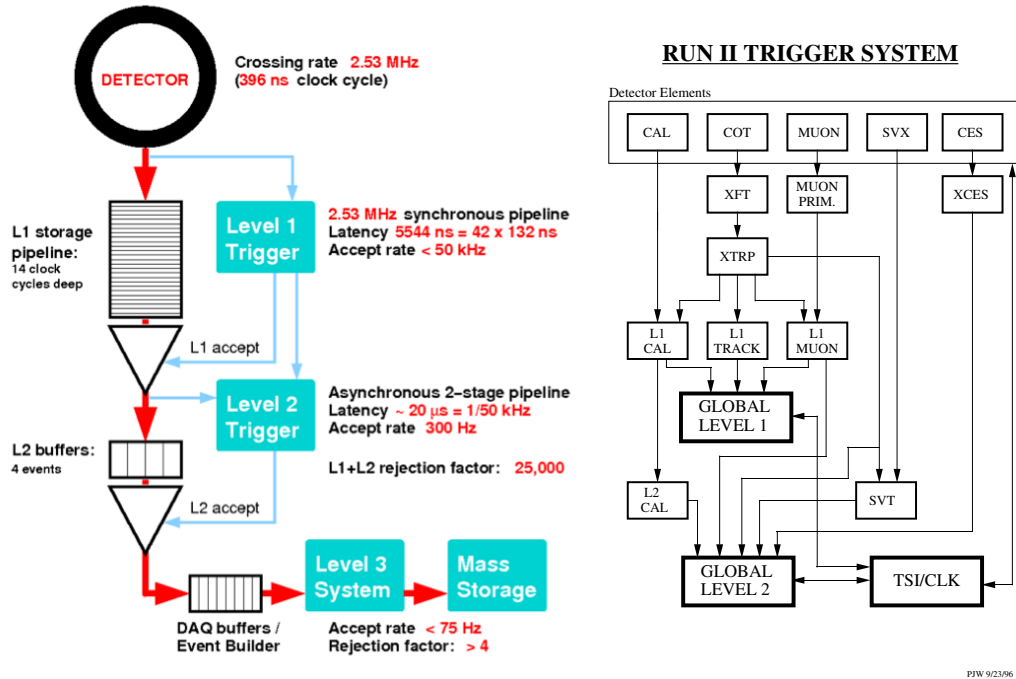 DETECTOR
Crossing rate 2.53 MHz
(396 ns clock cycle)
L1 storage
pipeline:
14 clock
cycles deep
Level 1
Trigger
2.53 MHz synchronous pipeline
Latency 5544 ns = 42 x 132 ns
Accept rate < 50 kHz
L1 accept
Level 2
Trigger
Asynchronous 2−stage pipeline
Latency ~ 20 µs = 1/50 kHz
Accept rate 300 Hz
L1+L2 rejection factor: 25,000
L2 buffers:
4 events
L2 accept
Level 3
System
Mass
Storage
DAQ buffers /
Event Builder
Accept rate < 75 Hz
Rejection factor: > 4
RUN II TRIGGER SYSTEM
Detector Elements
CAL
COT
MUON
SVX
CES
XFT
MUON
PRIM.
XCES
XTRP
L1
CAL
L1
TRACK
L1
MUON
GLOBAL
LEVEL 1
L2
CAL
SVT
GLOBAL
LEVEL 2
TSI/CLK
PJW 9/23/96